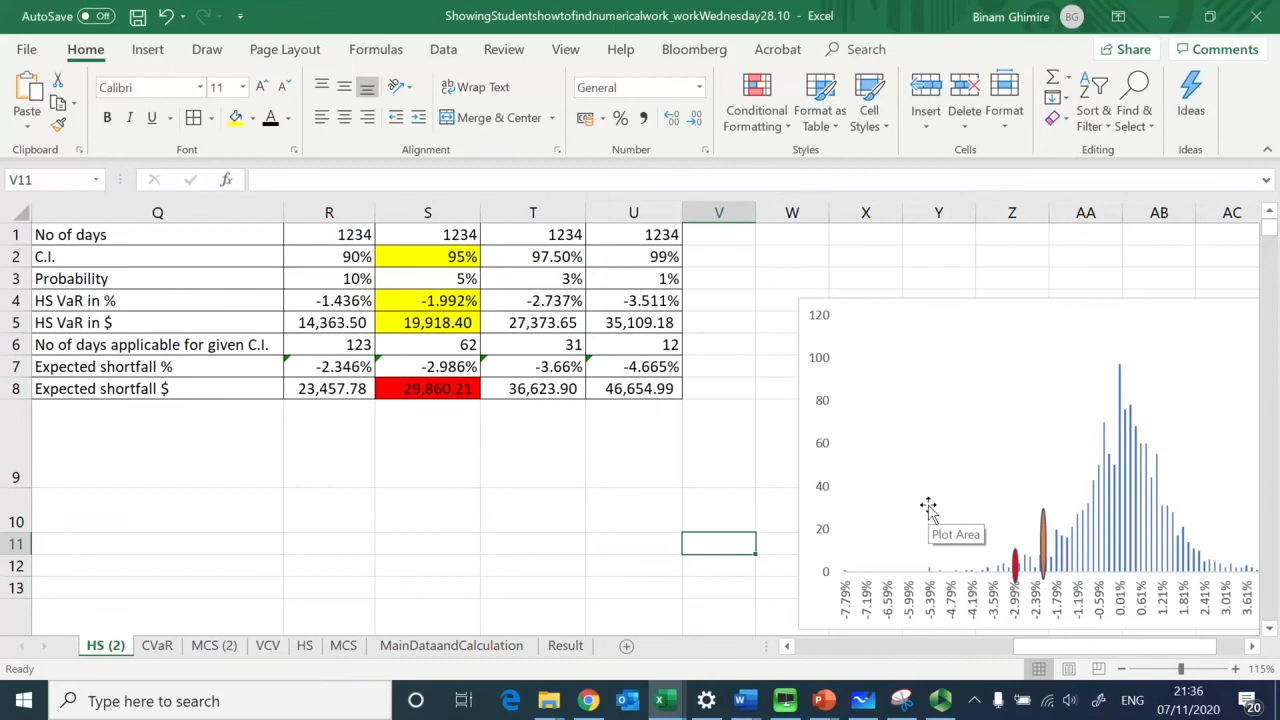 AutoSave Off ShowingStudentshowtofindnumericalwork_workWednesday28.10 - Excel Binam Ghimire BG
File Home Insert Draw Page Layout Formulas Data Review View Help Bloomberg Acrobat Search Share Comments
Paste
Calibri 11
B I U A
ab Wrap Text
Merge & Center
General
% 9
Conditional Formatting
Format as Table
Cell Styles
Insert Delete Format
Sort & Filter
Find & Select
Ideas
Clipboard Font Alignment Number Styles Cells Editing Ideas
V11 fx
Q R S T U V W X Y Z AA AB AC
1 No of days 1234 1234 1234 1234
2 C.I. 90% 95% 97.50% 99%
3 Probability 10% 5% 3% 1%
4 HS VaR in % -1.436% -1.992% -2.737% -3.511%
5 HS VaR in $ 14,363.50 19,918.40 27,373.65 35,109.18
6 No of days applicable for given C.I. 123 62 31 12
7 Expected shortfall % -2.346% -2.986% -3.66% -4.665%
8 Expected shortfall $ 23,457.78 29,860.21 36,623.90 46,654.99
9
10
11
12
13
120
100
80
60
40
20
0
Plot Area
-7.79% -7.19% -6.59% -5.99% -5.39% -4.79% -4.19% -3.59% -2.99% -2.39% -1.79% -1.19% -0.59% 0.01% 0.61% 1.21% 1.81% 2.41% 3.01% 3.61%
HS (2) CVaR MCS (2) VCV HS MCS MainDataandCalculation Result
Ready 115%
Type here to search
ENG
21:36
07/11/2020
20